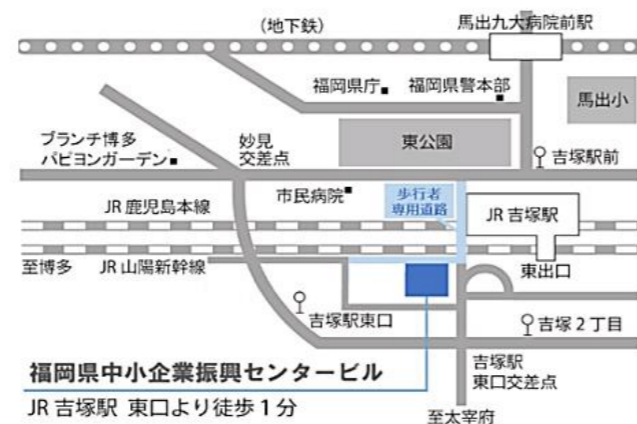 （地下鉄）
馬出九大病院前駅
福岡県庁
福岡県警本部
馬出小
ブランチ博多
パピヨンガーデン
妙見
交差点
東公園
吉塚駅前
市民病院
歩行者
専用道路
JR 鹿児島本線
JR 吉塚駅
至博多
JR 山陽新幹線
東出口
吉塚駅東口
吉塚 2 丁目
福岡県中小企業振興センタービル
JR 吉塚駅 東口より徒歩 1 分
吉塚駅
東口交差点
至太宰府